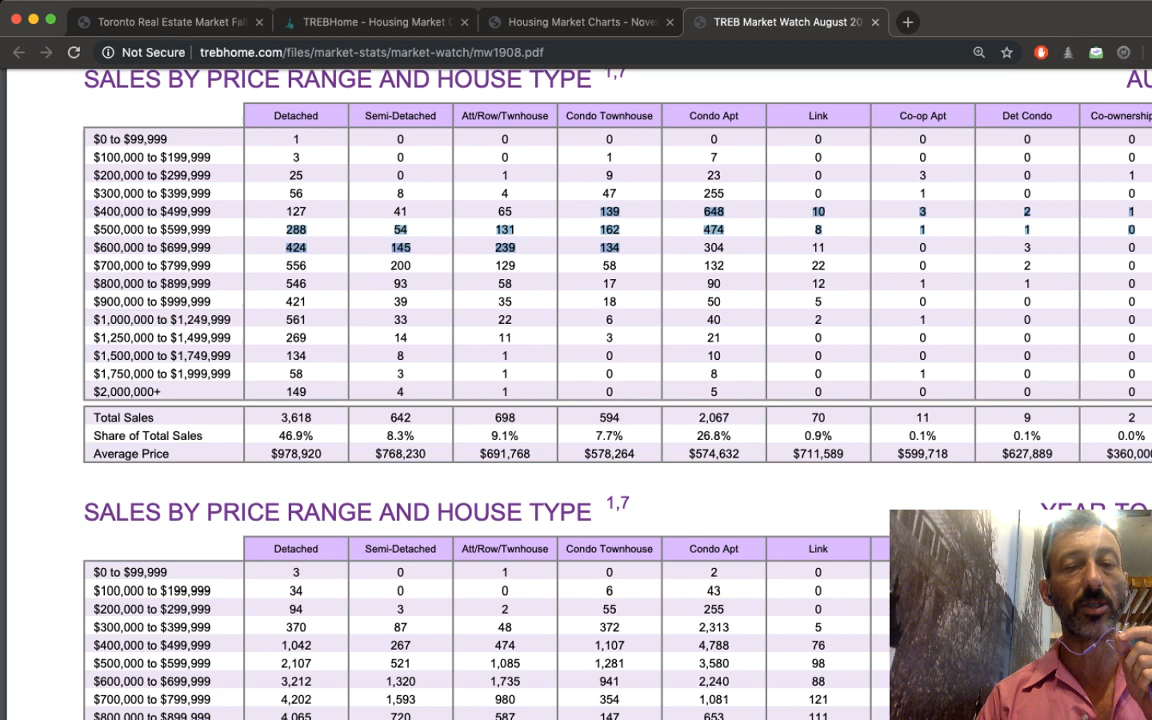 Toronto Real Estate Market Fal
TREBHome - Housing Market C
Housing Market Charts - Nove
TREB Market Watch August 20
Not Secure | trebhome.com/files/market-stats/market-watch/mw1908.pdf
SALES BY PRICE RANGE AND HOUSE TYPE 1,7 AU
Detached Semi-Detached Att/Row/Twnhouse Condo Townhouse Condo Apt Link Co-op Apt Det Condo Co-ownership
$0 to $99,999 1 0 0 0 0 0 0 0 0
$100,000 to $199,999 3 0 0 1 7 0 0 0 0
$200,000 to $299,999 25 0 1 9 23 0 3 0 1
$300,000 to $399,999 56 8 4 47 255 0 1 0 0
$400,000 to $499,999 127 41 65 139 648 10 3 2 1
$500,000 to $599,999 288 54 131 162 474 8 1 1 0
$600,000 to $699,999 424 145 239 134 304 11 0 3 0
$700,000 to $799,999 556 200 129 58 132 22 0 2 0
$800,000 to $899,999 546 93 58 17 90 12 1 1 0
$900,000 to $999,999 421 39 35 18 50 5 0 0 0
$1,000,000 to $1,249,999 561 33 22 6 40 2 1 0 0
$1,250,000 to $1,499,999 269 14 11 3 21 0 0 0 0
$1,500,000 to $1,749,999 134 8 1 0 10 0 0 0 0
$1,750,000 to $1,999,999 58 3 1 0 8 0 1 0 0
$2,000,000+ 149 4 1 0 5 0 0 0 0
Total Sales 3,618 642 698 594 2,067 70 11 9 2
Share of Total Sales 46.9% 8.3% 9.1% 7.7% 26.8% 0.9% 0.1% 0.1% 0.0%
Average Price $978,920 $768,230 $691,768 $578,264 $574,632 $711,589 $599,718 $627,889 $360,000
SALES BY PRICE RANGE AND HOUSE TYPE 1,7 YEAR TO
Detached Semi-Detached Att/Row/Twnhouse Condo Townhouse Condo Apt Link
$0 to $99,999 3 0 1 0 2 0
$100,000 to $199,999 34 0 0 6 43 0
$200,000 to $299,999 94 3 2 55 255 0
$300,000 to $399,999 370 87 48 372 2,313 5
$400,000 to $499,999 1,042 267 474 1,107 4,788 76
$500,000 to $599,999 2,107 521 1,085 1,281 3,580 98
$600,000 to $699,999 3,212 1,320 1,735 941 2,240 88
$700,000 to $799,999 4,202 1,593 980 354 1,081 121
$800,000 to $899,999 4,065 720 587 147 653 111